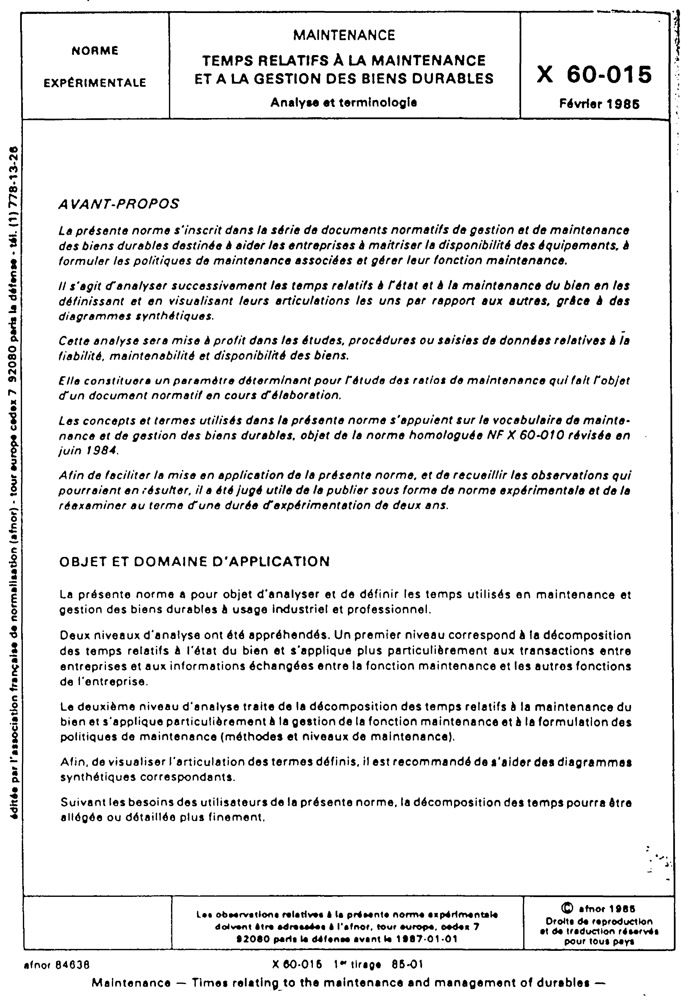 NORME
EXPÉRIMENTALE
MAINTENANCE
TEMPS RELATIFS À LA MAINTENANCE
ET A LA GESTION DES BIENS DURABLES
Analyse et terminologie
X 60-015
Février 1985
éditée par l'association française de normalisation (afnor) - tour europe cedex 7 92080 paris la défense - tél. (1) 778-13-26
AVANT-PROPOS
La présente norme s'inscrit dans la série de documents normatifs de gestion et de maintenance
des biens durables destinée à aider les entreprises à maîtriser la disponibilité des équipements, à
formuler les politiques de maintenance associées et gérer leur fonction maintenance.
Il s'agit d'analyser successivement les temps relatifs à l'état et à la maintenance du bien en les
définissant et en visualisant leurs articulations les uns par rapport aux autres, grâce à des
diagrammes synthétiques.
Cette analyse sera mise à profit dans les études, procédures ou saisies de données relatives à la
fiabilité, maintenabilité et disponibilité des biens.
Elle constituera un paramètre déterminant pour l'étude des ratios de maintenance qui fait l'objet
d'un document normatif en cours d'élaboration.
Les concepts et termes utilisés dans la présente norme s'appuient sur le vocabulaire de mainte-
nance et de gestion des biens durables, objet de la norme homologuée NF X 60-010 révisée en
juin 1984.
Afin de faciliter la mise en application de la présente norme, et de recueillir les observations qui
pourraient en résulter, il a été jugé utile de la publier sous forme de norme expérimentale et de la
réexaminer au terme d'une durée d'expérimentation de deux ans.
OBJET ET DOMAINE D'APPLICATION
La présente norme a pour objet d'analyser et de définir les temps utilisés en maintenance et
gestion des biens durables à usage industriel et professionnel.
Deux niveaux d'analyse ont été appréhendés. Un premier niveau correspond à la décomposition
des temps relatifs à l'état du bien et s'applique plus particulièrement aux transactions entre
entreprises et aux informations échangées entre la fonction maintenance et les autres fonctions
de l'entreprise.
Le deuxième niveau d'analyse traite de la décomposition des temps relatifs à la maintenance du
bien et s'applique particulièrement à la gestion de la fonction maintenance et à la formulation des
politiques de maintenance (méthodes et niveaux de maintenance).
Afin, de visualiser l'articulation des termes définis, il est recommandé de s'aider des diagrammes
synthétiques correspondants.
Suivant les besoins des utilisateurs de la présente norme, la décomposition des temps pourra être
allégée ou détaillée plus finement.
Les observations relatives à la présente norme expérimentale
doivent être adressées à l'afnor, tour europe, cedex 7
92080 paris la défense avant le 1987-01-01
© afnor 1985
Droits de reproduction
et de traduction réservés
pour tous pays
afnor 84638
X 60-015 1er tirage 85-01
Maintenance — Times relating to the maintenance and management of durables —